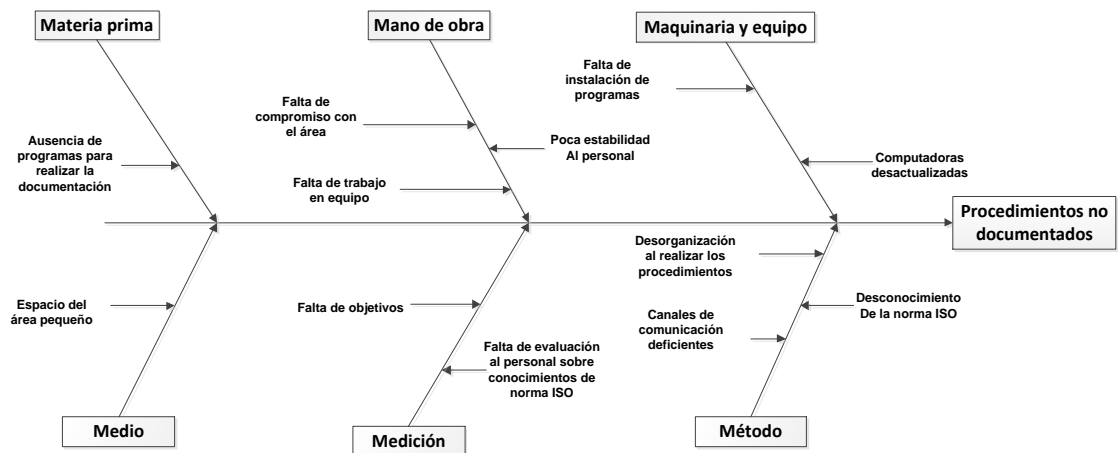 Materia prima
Mano de obra
Maquinaria y equipo
Falta de
instalación de
programas
Falta de
compromiso con
el área
Poca estabilidad
Al personal
Ausencia de
programas para
realizar la
documentación
Computadoras
desactualizadas
Falta de trabajo
en equipo
Procedimientos no
documentados
Desorganización
al realizar los
procedimientos
Espacio del
área pequeño
Falta de objetivos
Desconocimiento
De la norma ISO
Canales de
comunicación
deficientes
Falta de evaluación
al personal sobre
conocimientos de
norma ISO
Medio
Medición
Método